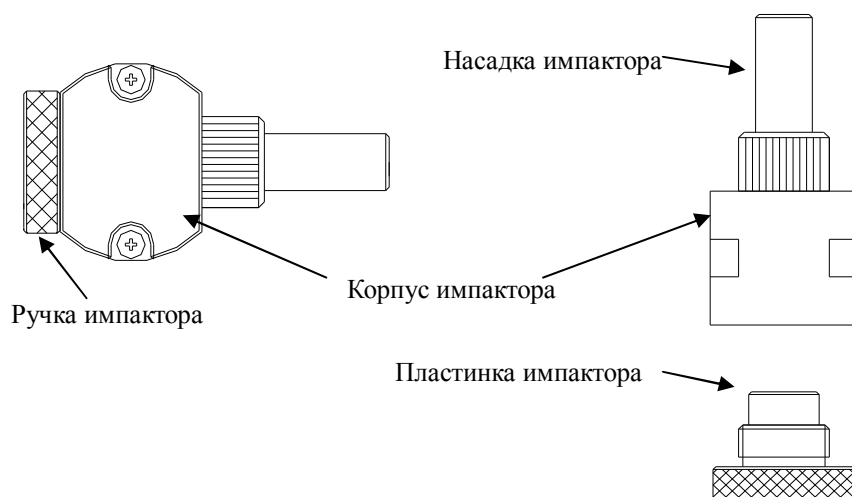 Насадка импактора
Корпус импактора
Ручка импактора
Пластинка импактора